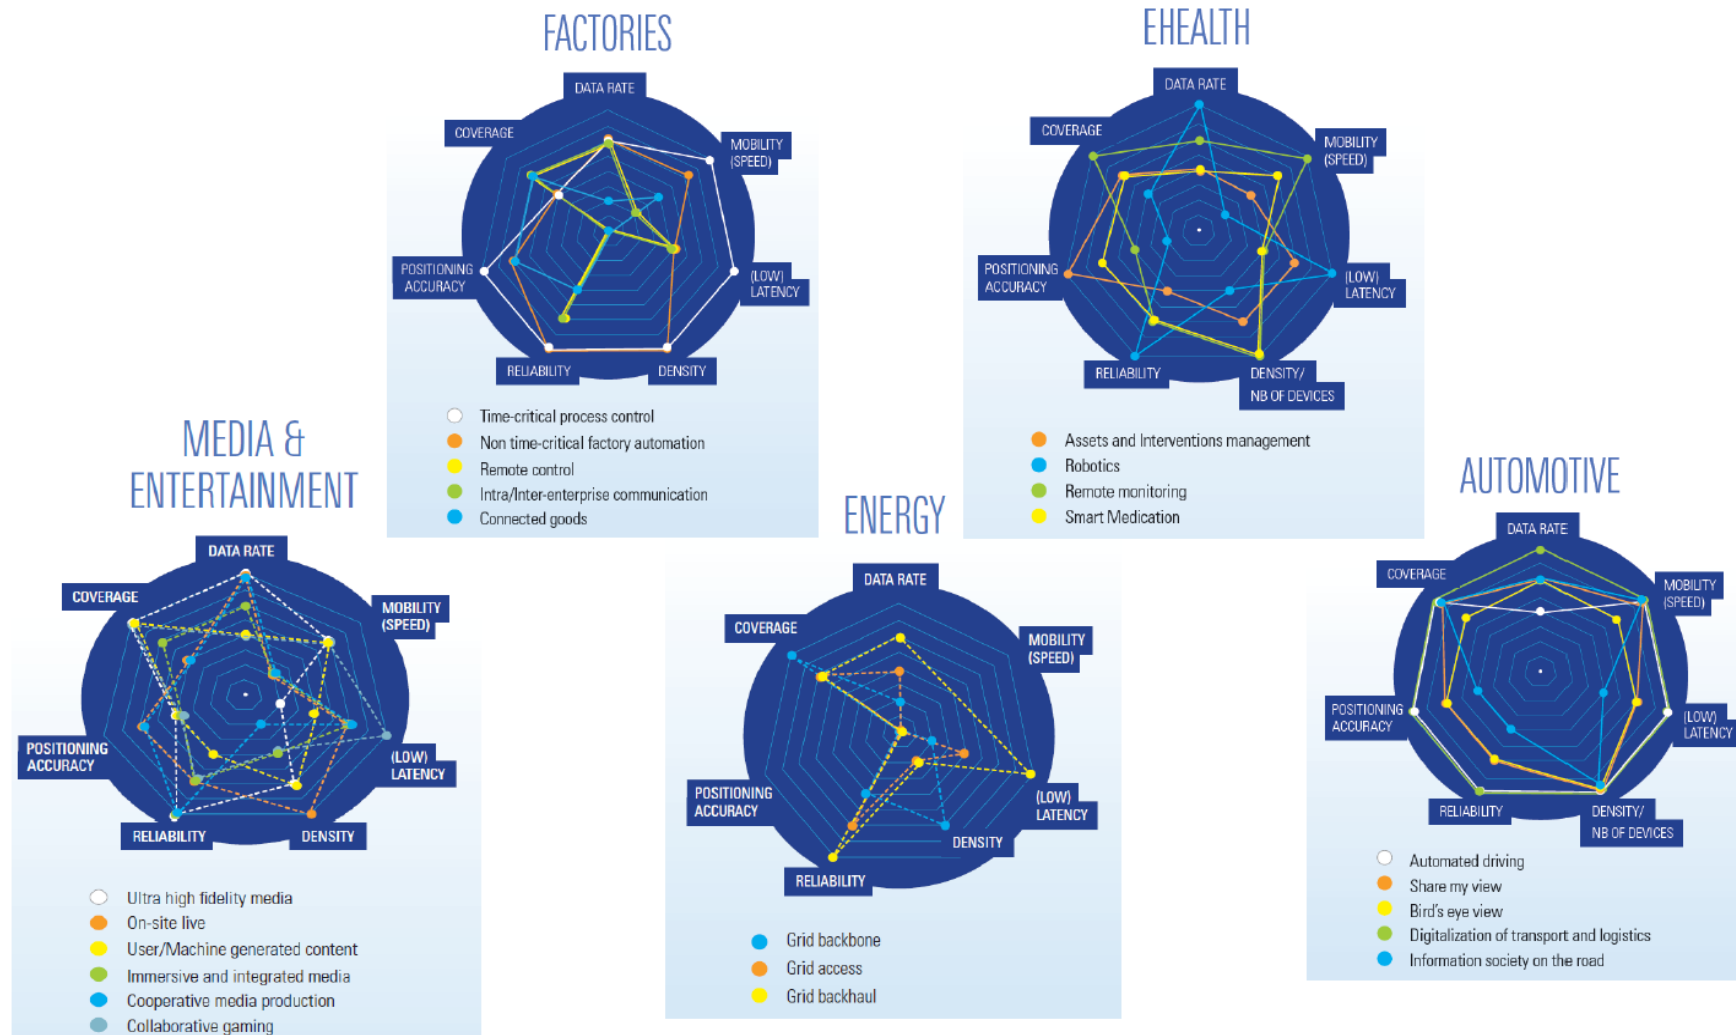 FACTORIES
DATA RATE
COVERAGE
MOBILITY
(SPEED)
POSITIONING
ACCURACY
(LOW)
LATENCY
RELIABILITY
DENSITY
Time-critical process control
Non time-critical factory automation
Remote control
Intra/Inter-enterprise communication
Connected goods
EHEALTH
DATA RATE
COVERAGE
MOBILITY
(SPEED)
POSITIONING
ACCURACY
(LOW)
LATENCY
RELIABILITY
DENSITY/
NB OF DEVICES
Assets and Interventions management
Robotics
Remote monitoring
Smart Medication
MEDIA &
ENTERTAINMENT
DATA RATE
COVERAGE
MOBILITY
(SPEED)
POSITIONING
ACCURACY
(LOW)
LATENCY
RELIABILITY
DENSITY
Ultra high fidelity media
On-site live
User/Machine generated content
Immersive and integrated media
Cooperative media production
Collaborative gaming
ENERGY
DATA RATE
COVERAGE
MOBILITY
(SPEED)
POSITIONING
ACCURACY
(LOW)
LATENCY
DENSITY
RELIABILITY
Grid backbone
Grid access
Grid backhaul
AUTOMOTIVE
DATA RATE
COVERAGE
MOBILITY
(SPEED)
POSITIONING
ACCURACY
(LOW)
LATENCY
RELIABILITY
DENSITY/
NB OF DEVICES
Automated driving
Share my view
Bird's eye view
Digitalization of transport and logistics
Information society on the road